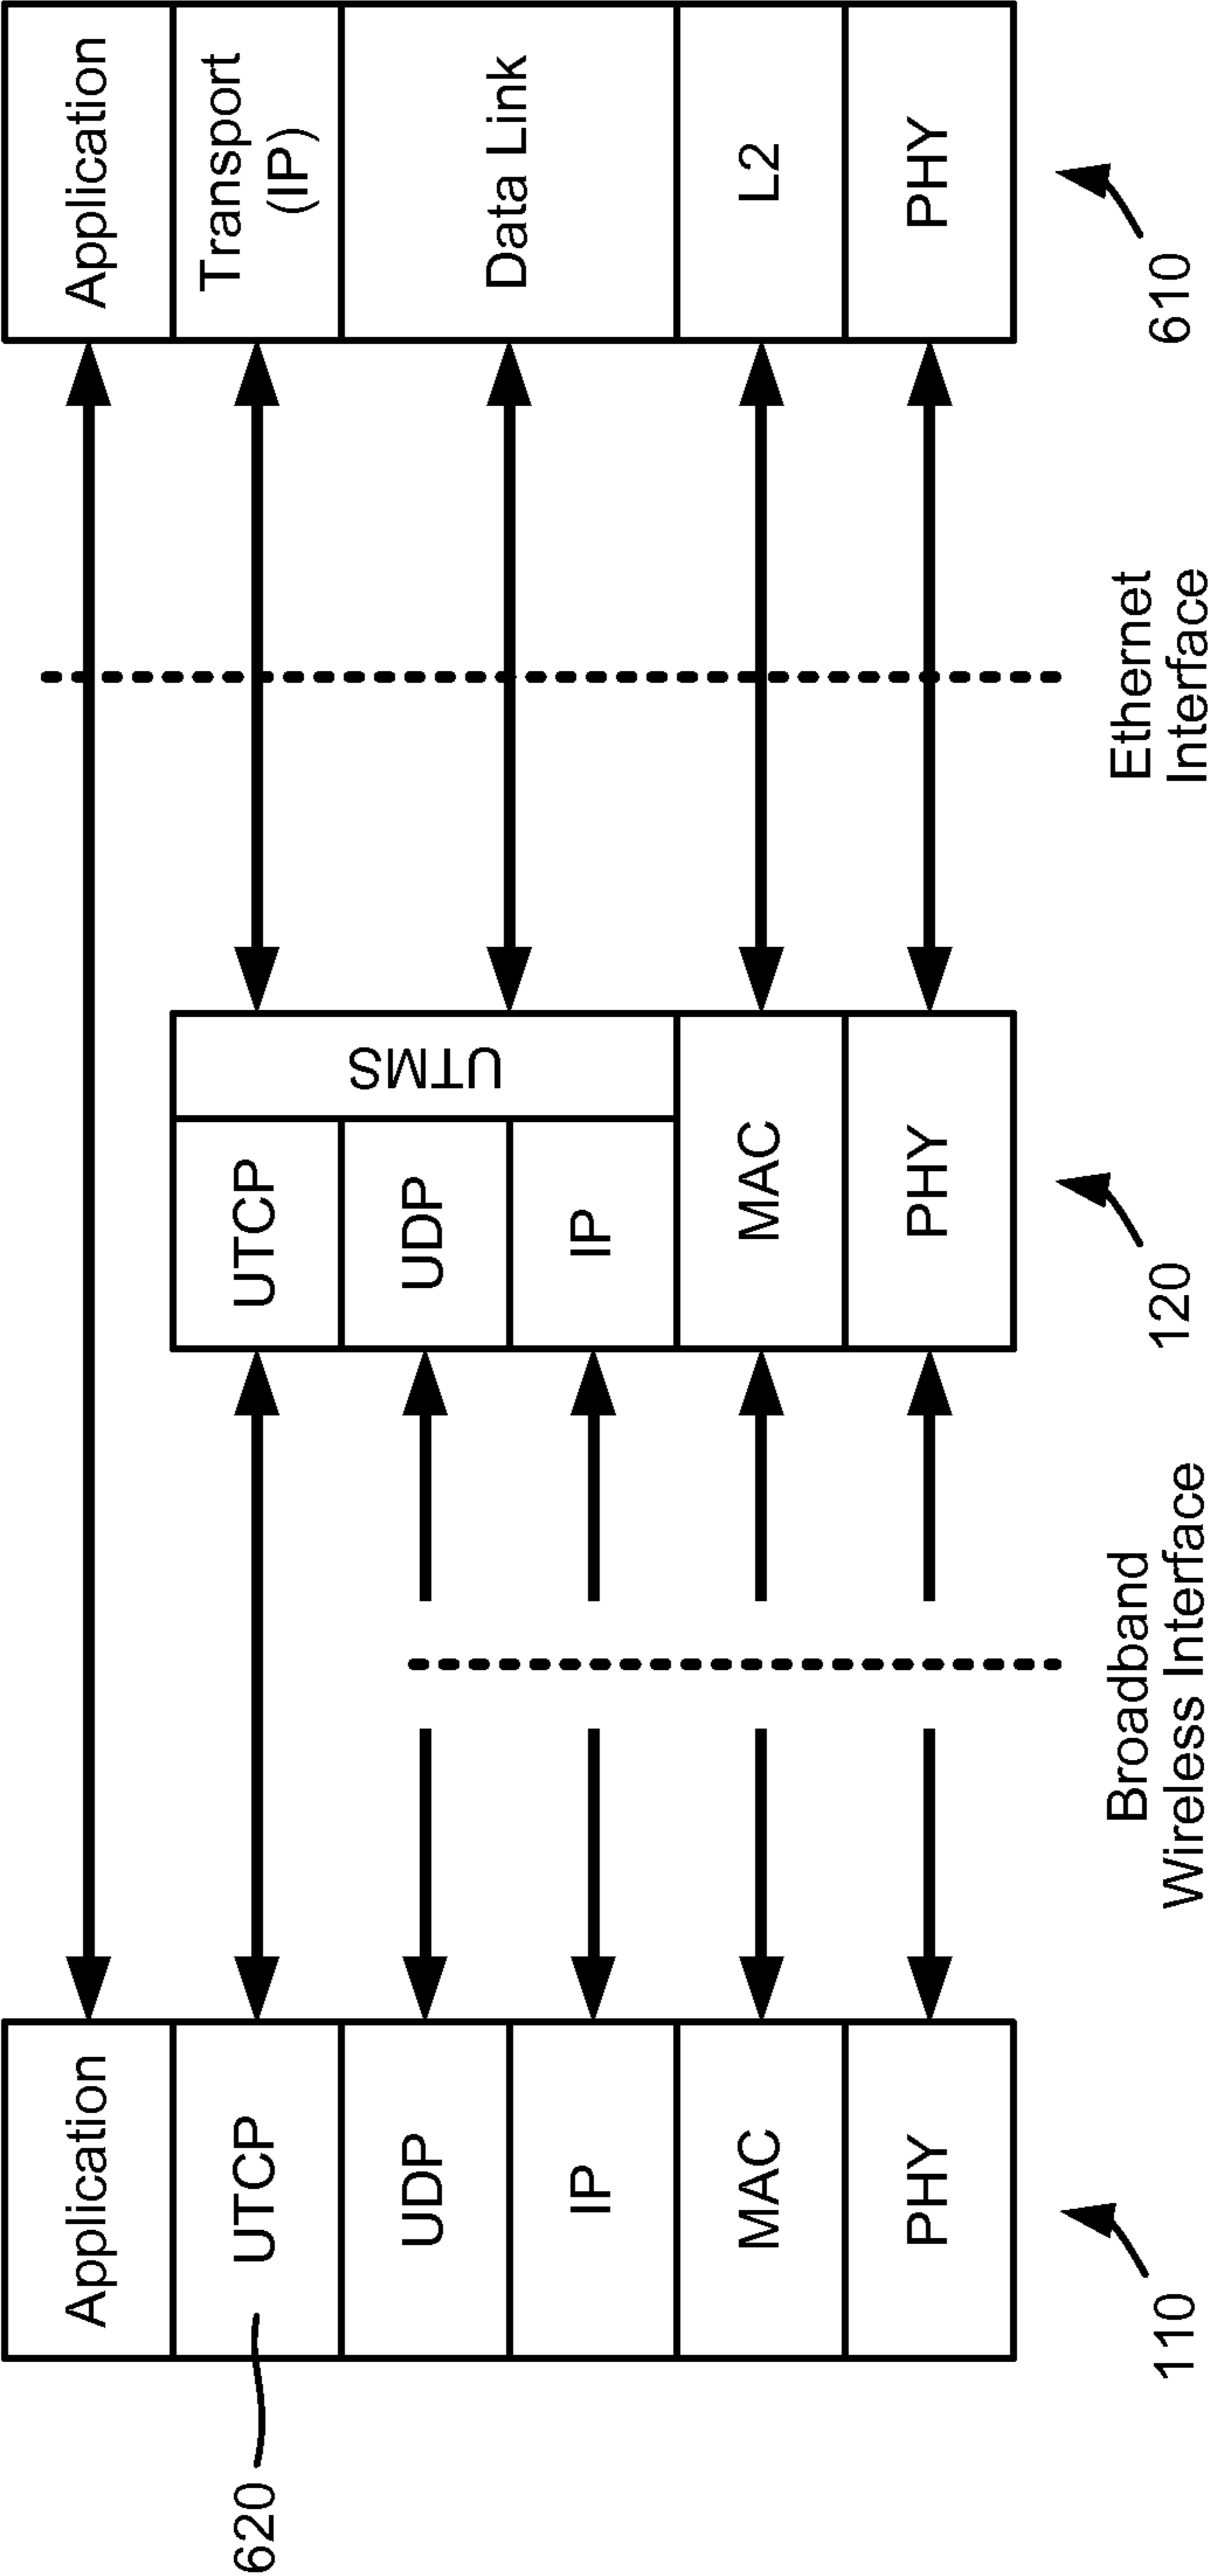 620
Application
UTCP
UDP
IP
MAC
PHY
110
Broadband
Wireless Interface
UTCP
UDP
IP
UTMS
MAC
PHY
120
Ethernet
Interface
Application
Transport
(IP)
Data Link
L2
PHY
610